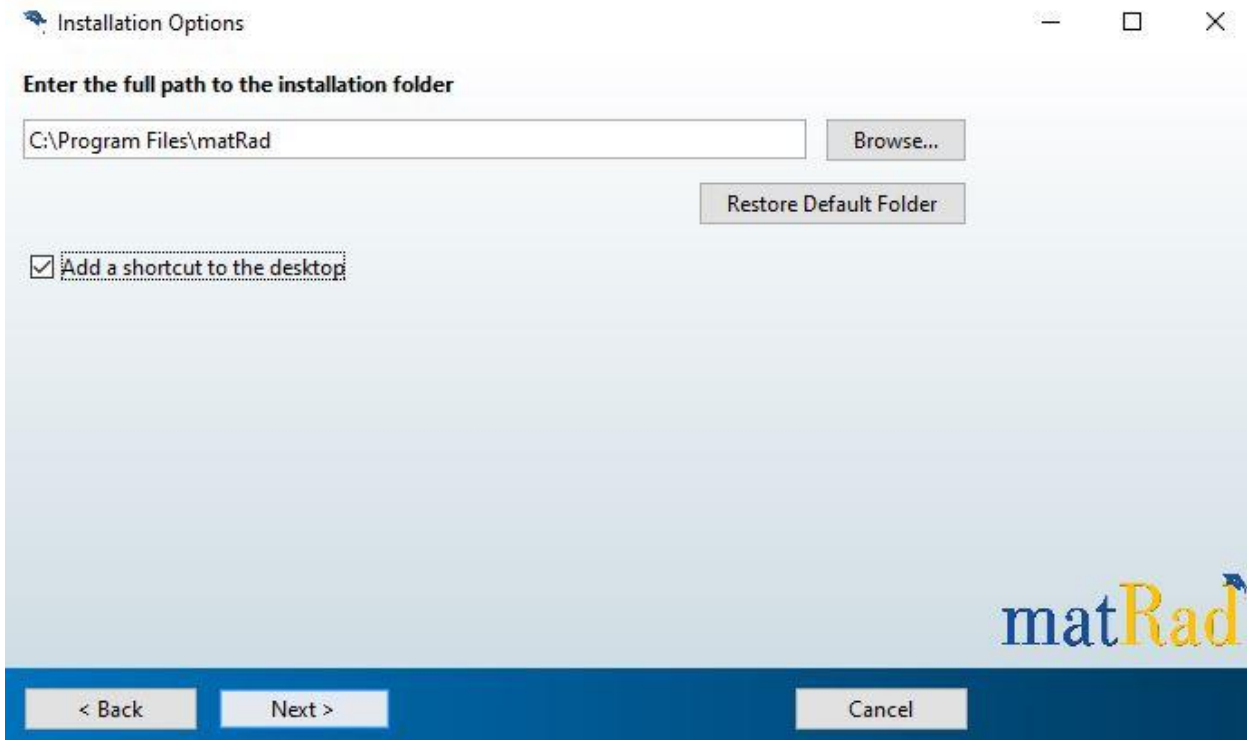 Installation Options
Enter the full path to the installation folder
C:\Program Files\matRad
Browse...
Restore Default Folder
Add a shortcut to the desktop
matRad
< Back
Next >
Cancel